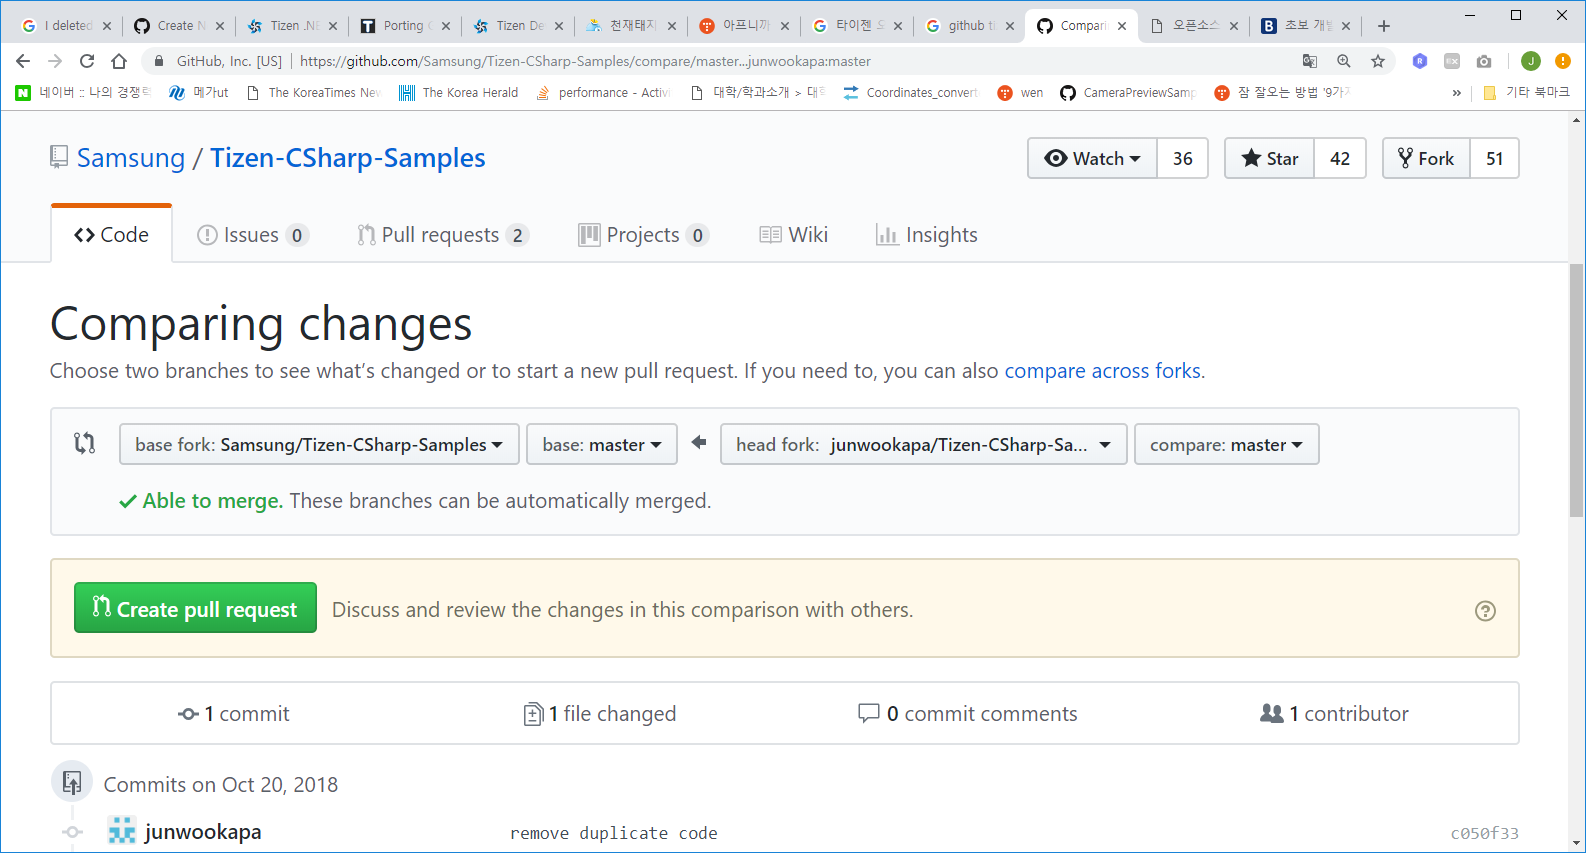 I deleted
Create N
Tizen .NE
Porting
Tizen De
천재태지
아프니까
타이젠 오
github ti
Compari
오픈소스
초보 개발
GitHub, Inc. [US] | https://github.com/Samsung/Tizen-CSharp-Samples/compare/master...junwookapa:master
네이버 :: 나의 경쟁력
메가ut
The KoreaTimes New
The Korea Herald
performance - Activi
대학/학과소개 > 대학
Coordinates_convert
wen
CameraPreviewSamp
잠 잘오는 방법 '9가지
»
기타 북마크
Samsung / Tizen-CSharp-Samples
Watch 36
Star 42
Fork 51
Code
Issues 0
Pull requests 2
Projects 0
Wiki
Insights
Comparing changes
Choose two branches to see what's changed or to start a new pull request. If you need to, you can also compare across forks.
base fork: Samsung/Tizen-CSharp-Samples base: master head fork: junwookapa/Tizen-CSharp-Sa... compare: master
Able to merge. These branches can be automatically merged.
Create pull request Discuss and review the changes in this comparison with others.
1 commit
1 file changed
0 commit comments
1 contributor
Commits on Oct 20, 2018
junwookapa remove duplicate code c050f33